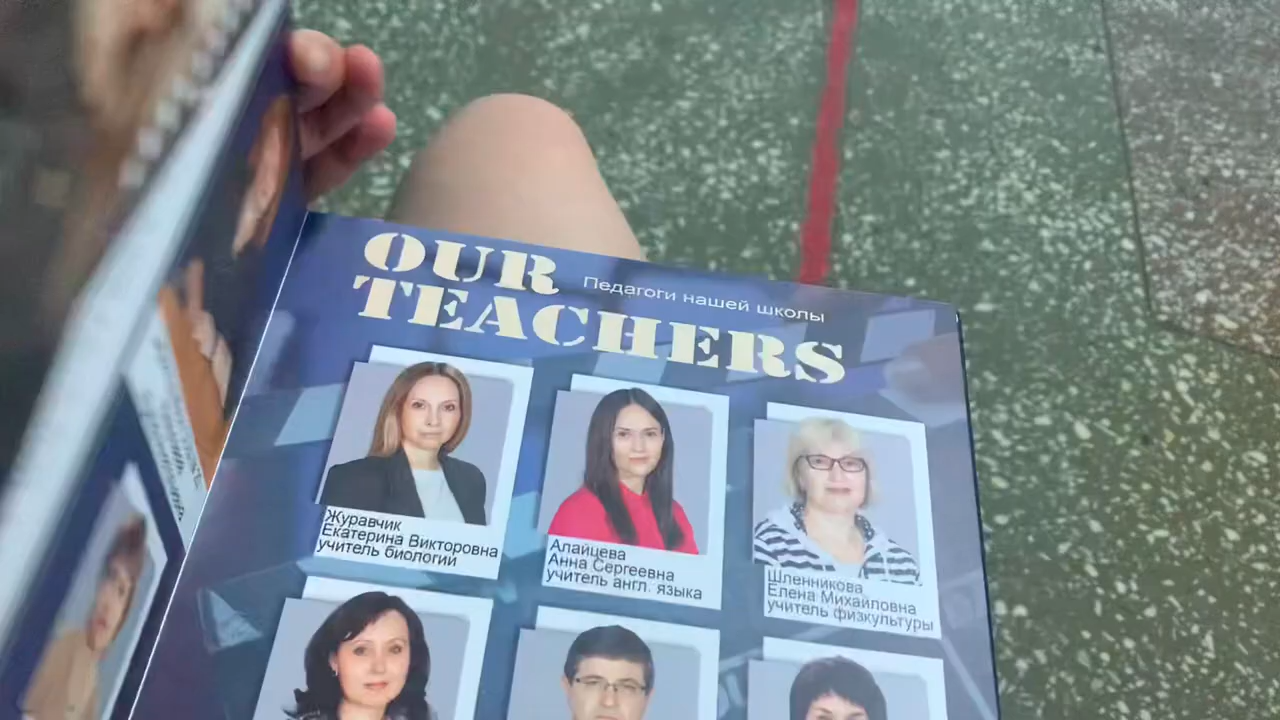 OUR
TEACHERS
Педагоги нашей школы
Журавчик
Екатерина Викторовна
учитель биологии
Алайцева
Анна Сергеевна
учитель англ. языка
Шленникова
Елена Михайловна
учитель физкультуры